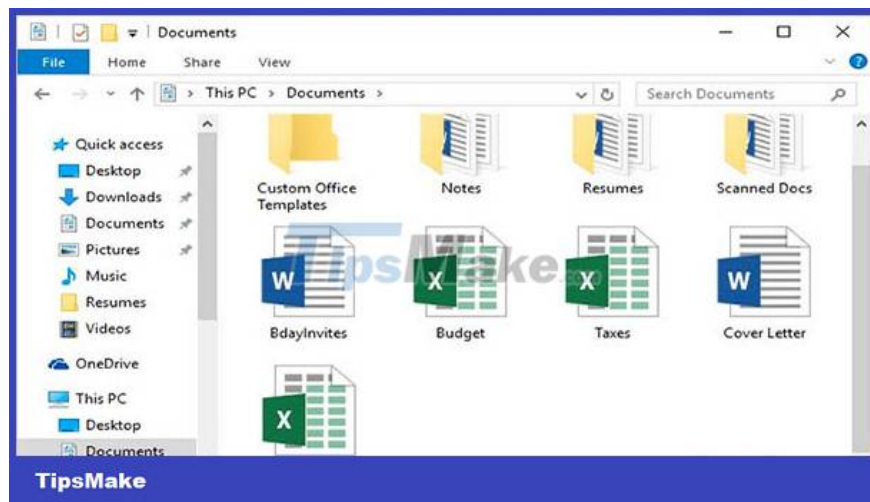 Documents
File Home Share View
This PC > Documents >
Search Documents
Quick access
Desktop
Downloads
Documents
Pictures
Music
Resumes
Videos
OneDrive
This PC
Desktop
Documents
Custom Office
Templates
Notes
Resumes
Scanned Docs
W
X
X
W
BdayInvites
Budget
Taxes
Cover Letter
X
TipsMake.com
TipsMake